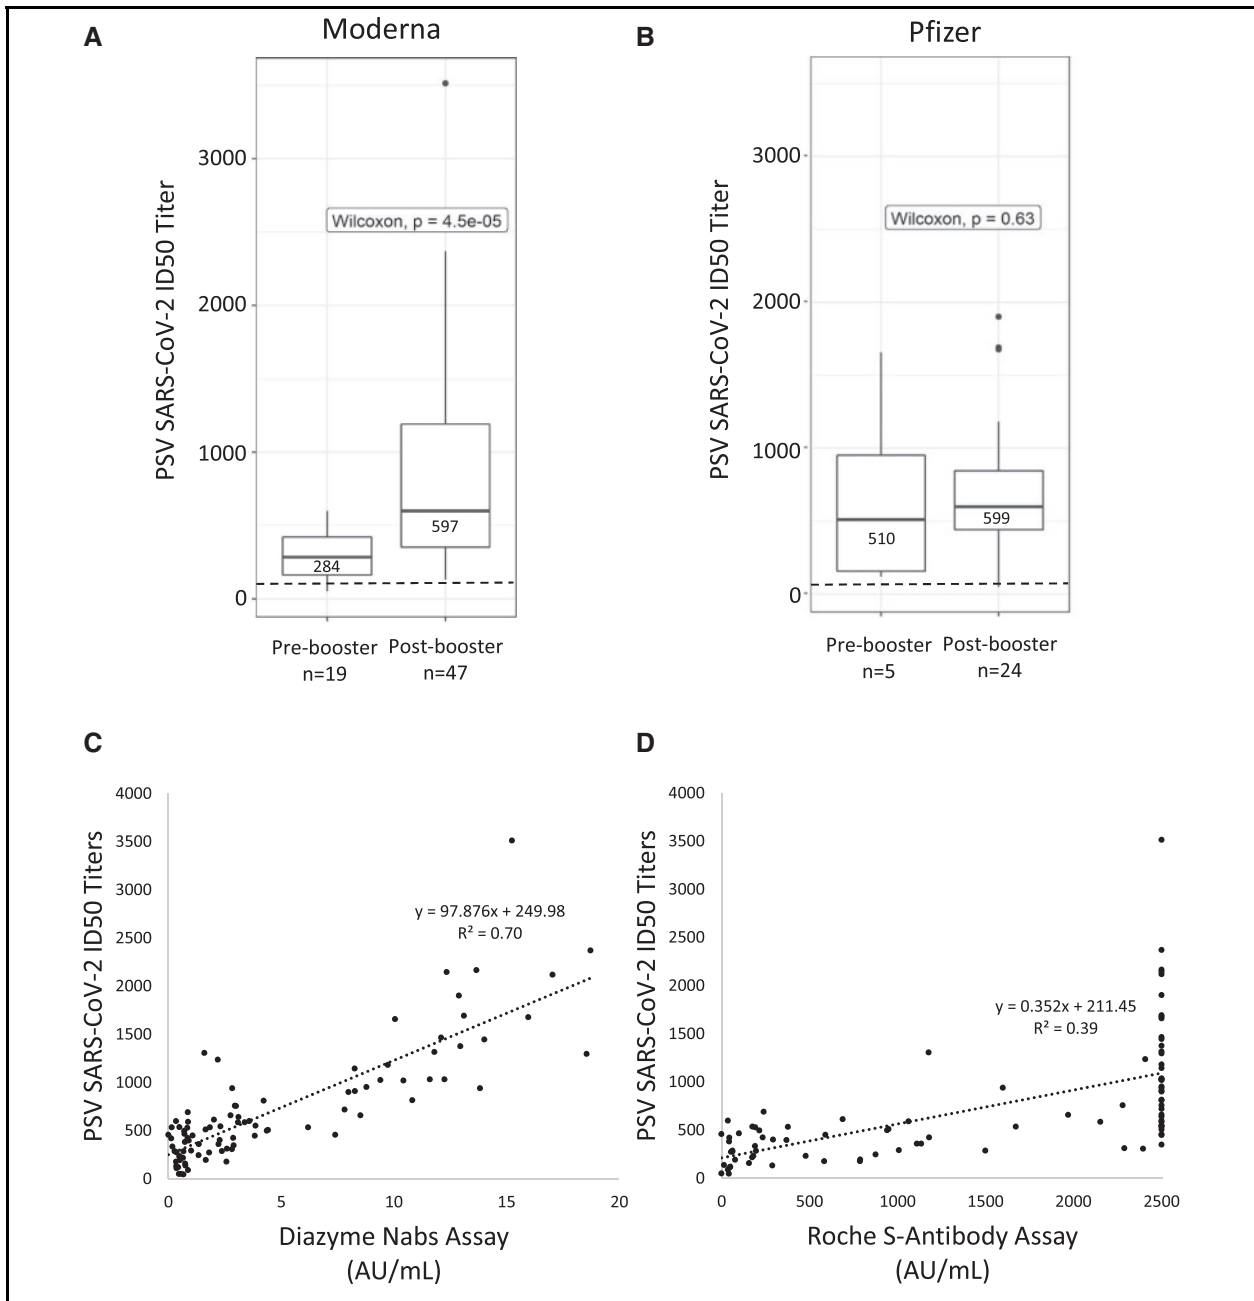 A
Moderna
PSV SARS-CoV-2 ID50 Titer
3000
2000
1000
0
Wilcoxon, p = 4.5e-05
284
597
Pre-booster
n=19
Post-booster
n=47
B
Pfizer
PSV SARS-CoV-2 ID50 Titer
3000
2000
1000
0
Wilcoxon, p = 0.63
510
599
Pre-booster
n=5
Post-booster
n=24
C
PSV SARS-CoV-2 ID50 Titers
4000
3500
3000
2500
2000
1500
1000
500
0
y = 97.876x + 249.98
R² = 0.70
0 5 10 15 20
Diazyme Nabs Assay
(AU/mL)
D
PSV SARS-CoV-2 ID50 Titers
4000
3500
3000
2500
2000
1500
1000
500
0
y = 0.352x + 211.45
R² = 0.39
0 500 1000 1500 2000 2500
Roche S-Antibody Assay
(AU/mL)